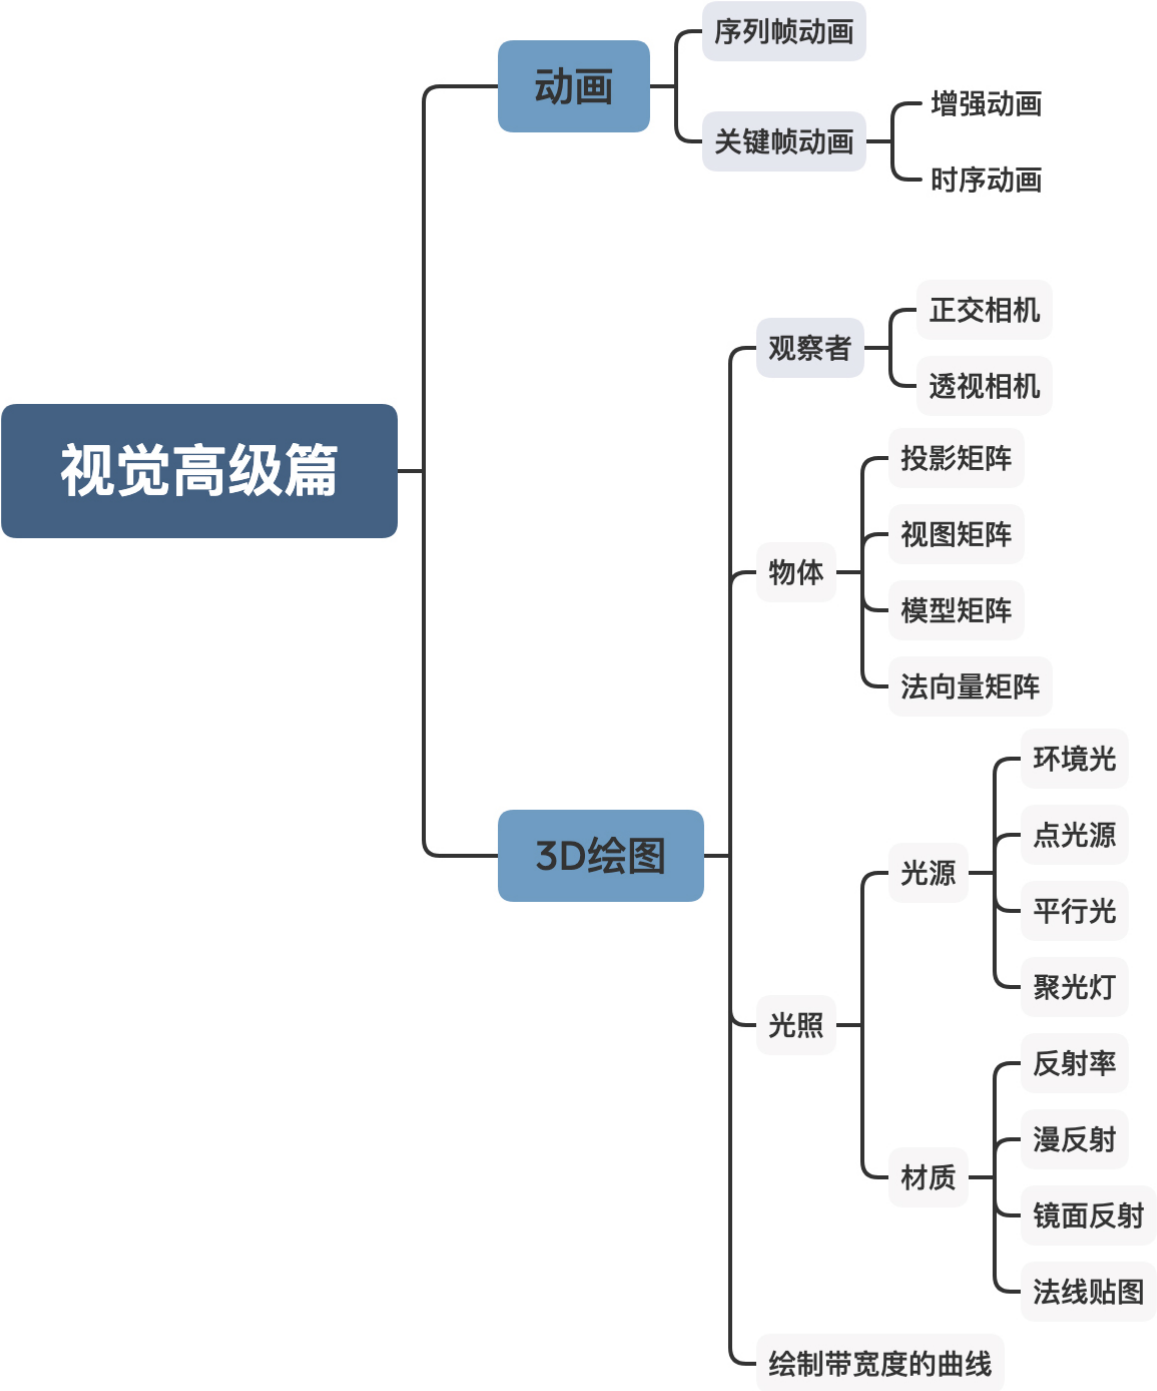 视觉高级篇
动画
序列帧动画
关键帧动画
增强动画
时序动画
3D绘图
观察者
正交相机
透视相机
物体
投影矩阵
视图矩阵
模型矩阵
法向量矩阵
光照
光源
环境光
点光源
平行光
聚光灯
材质
反射率
漫反射
镜面反射
法线贴图
绘制带宽度的曲线